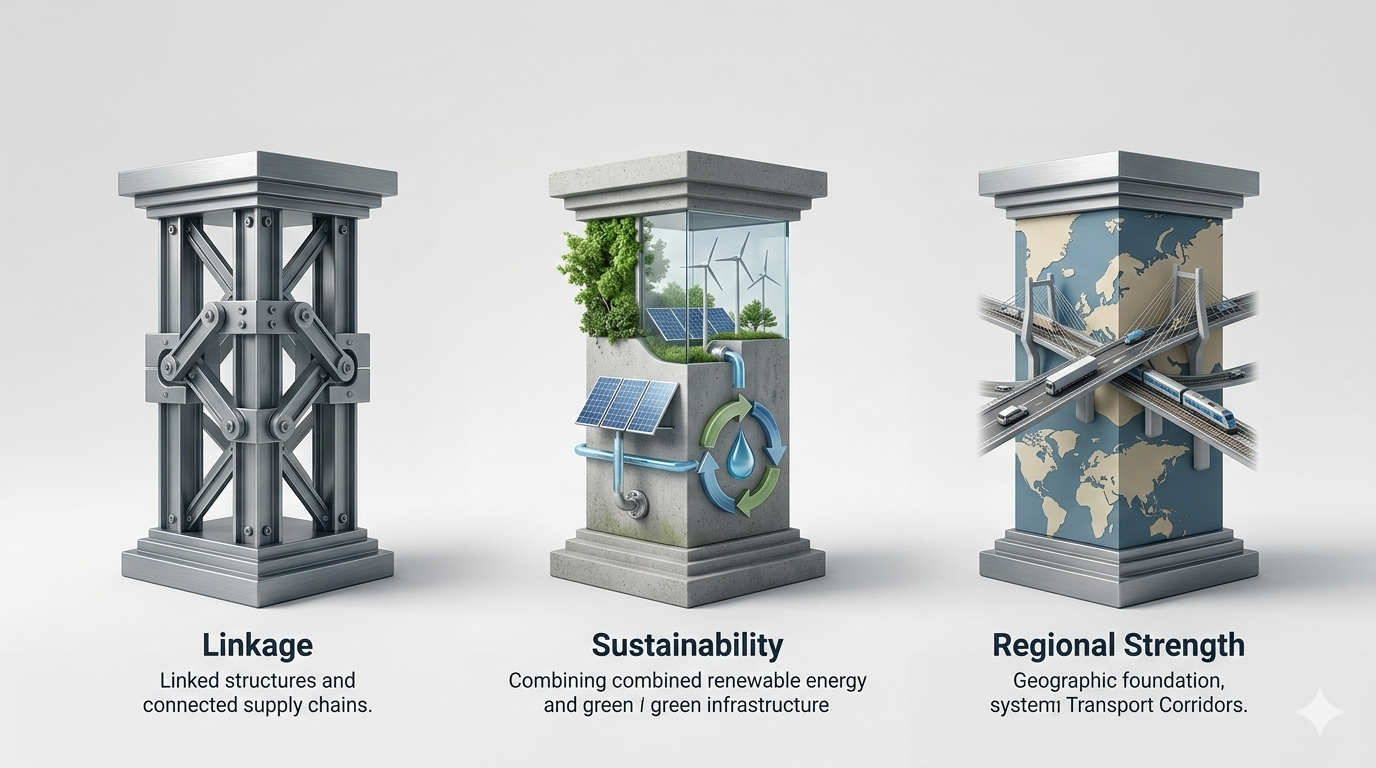 Linkage
Linked structures and
connected supply chains.
Sustainability
Combining combined renewable energy
and green / green infrastructure
Regional Strength
Geographic foundation,
system Transport Corridors.